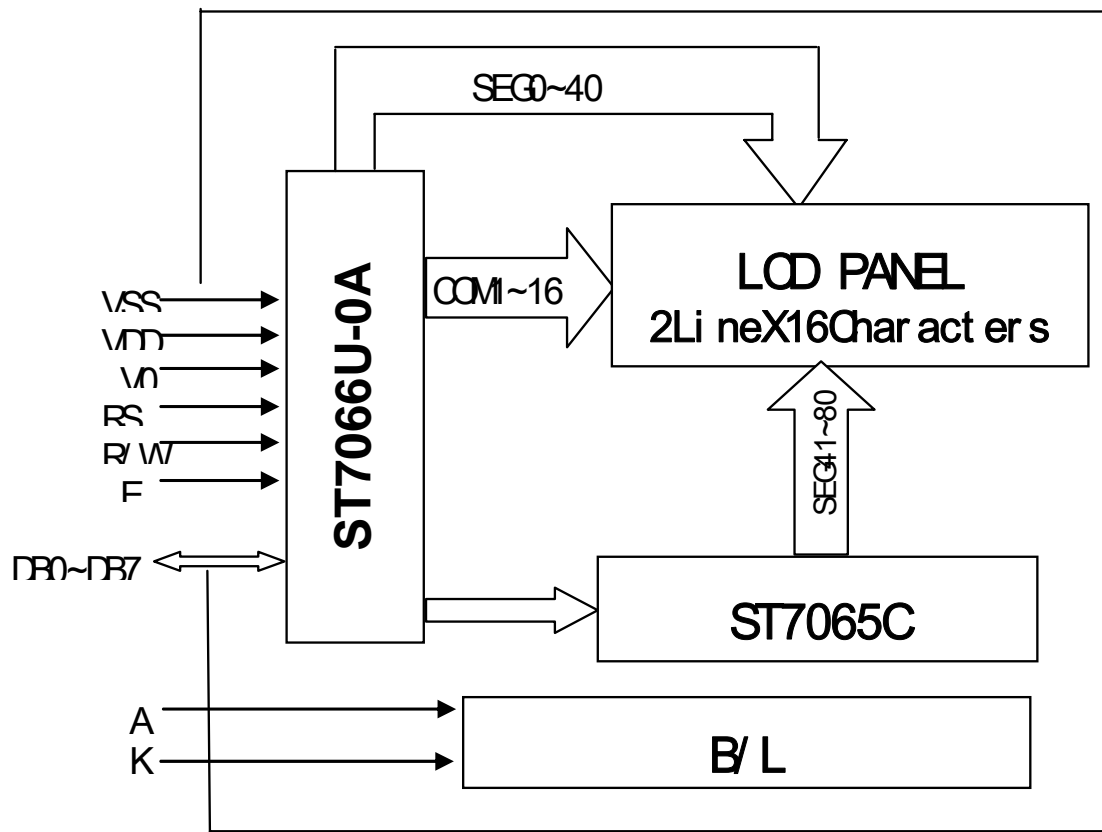 SEG0~40
LCD PANEL
2LineX16Characters
COM1~16
ST7066U-0A
VSS
VDD
V0
RS
R/W
E
DB0~DB7
SEG41~80
ST7065C
A
K
B/L